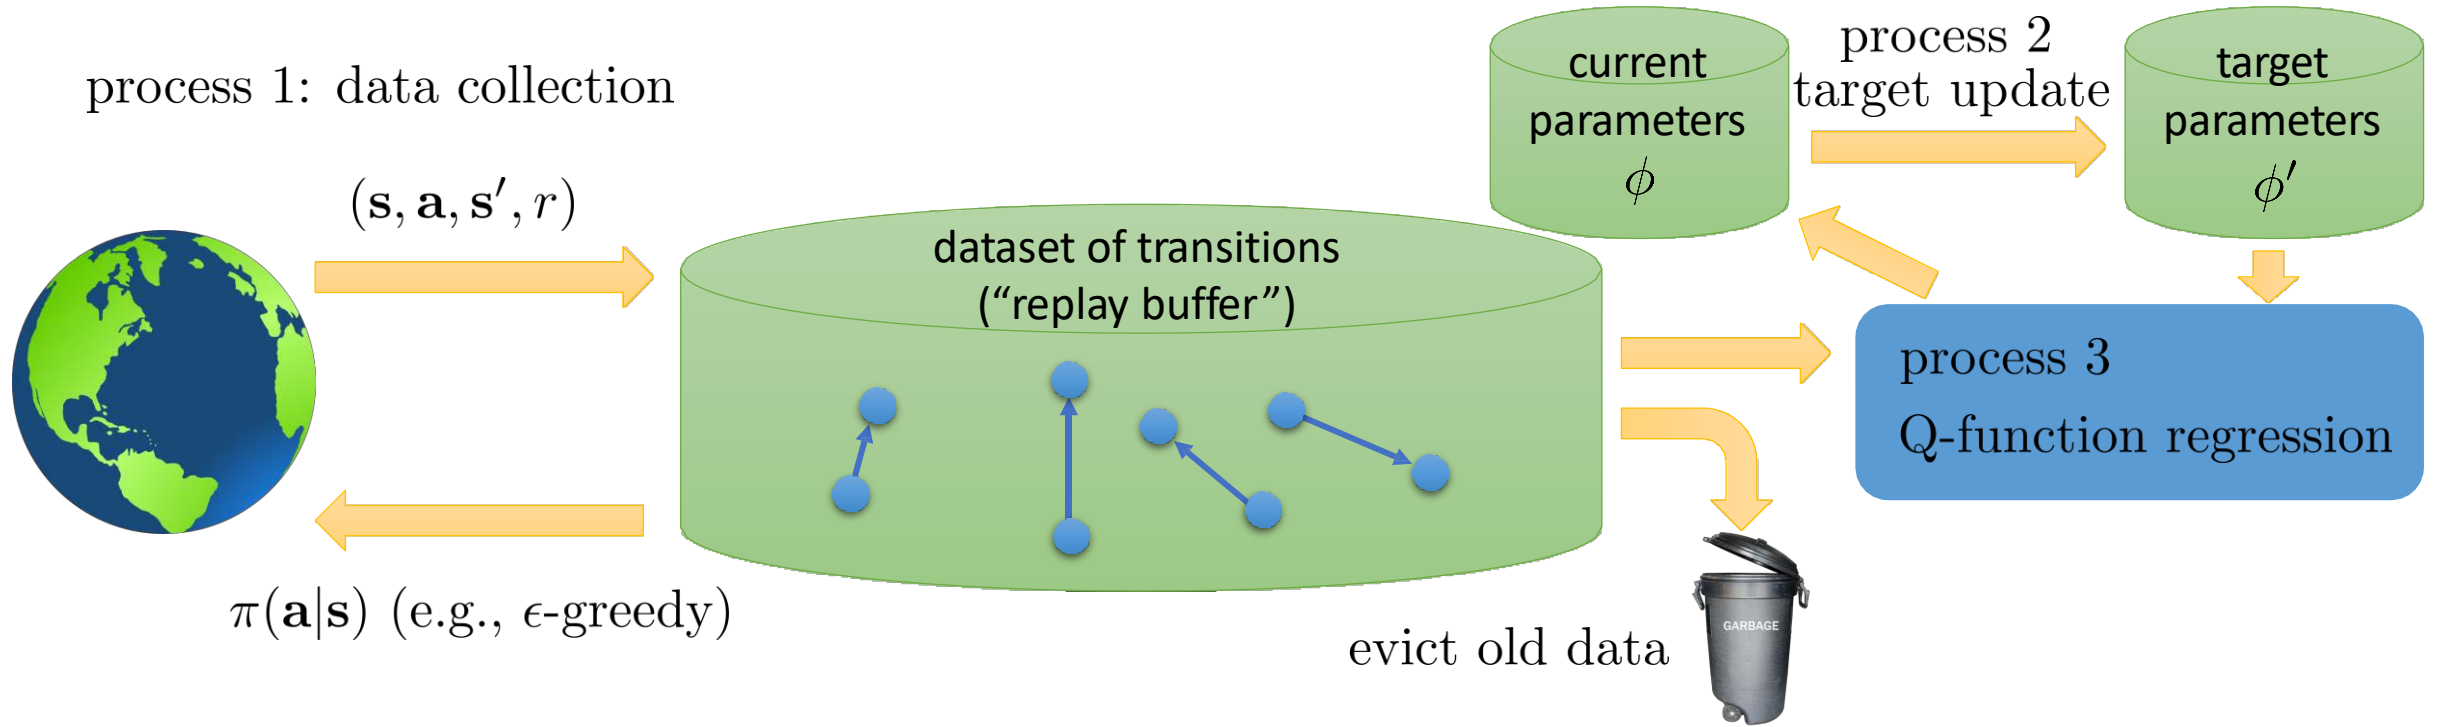 process 1: data collection
(s, a, s′, r)
π(a|s) (e.g., ϵ-greedy)
dataset of transitions
(“replay buffer”)
current
parameters
ϕ
process 2
target update
target
parameters
ϕ′
process 3
Q-function regression
evict old data
GARBAGE